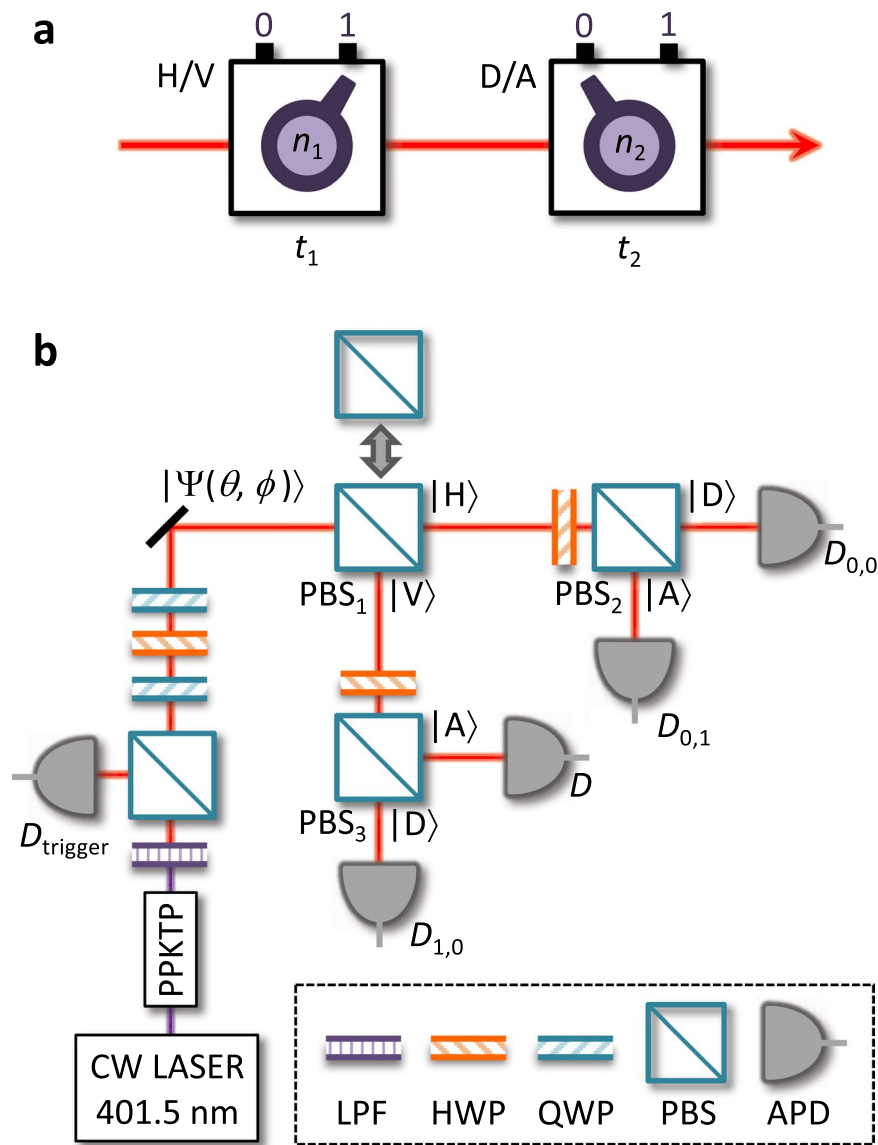 a
0 1
H/V
n₁
t₁
0 1
D/A
n₂
t₂
b
|Ψ(θ, ϕ)⟩
|H⟩
PBS₁ |V⟩
|D⟩
D₀,₀
PBS₂ |A⟩
D₀,₁
|A⟩
D
PBS₃ |D⟩
D₁,₀
Dtrigger
PPKTP
CW LASER
401.5 nm
LPF HWP QWP PBS APD